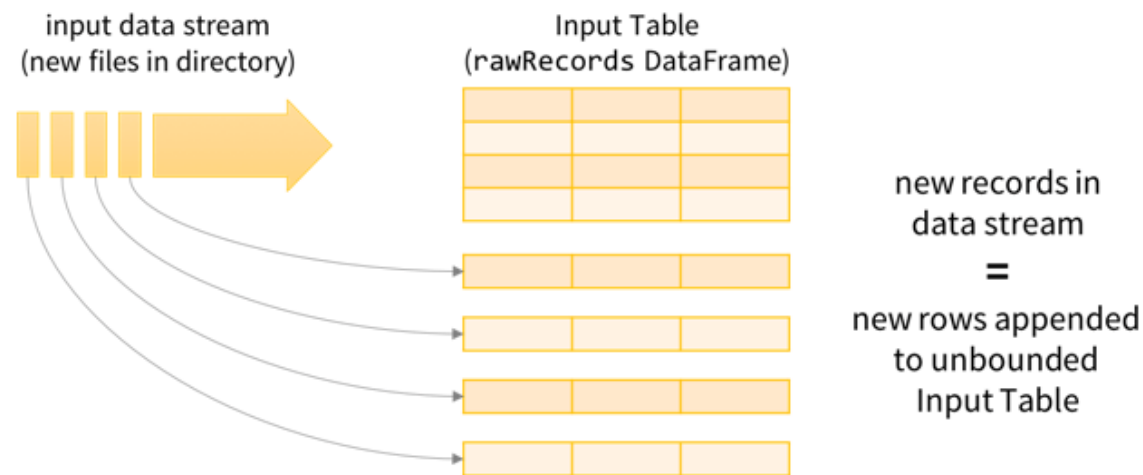 input data stream
(new files in directory)
Input Table
(rawRecords DataFrame)
new records in
data stream
=
new rows appended
to unbounded
Input Table